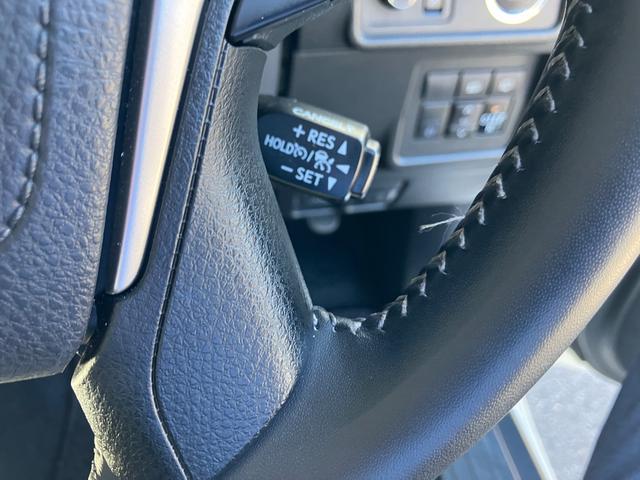 CANCEL
+ RES ▲
HOLD /
− SET ▼